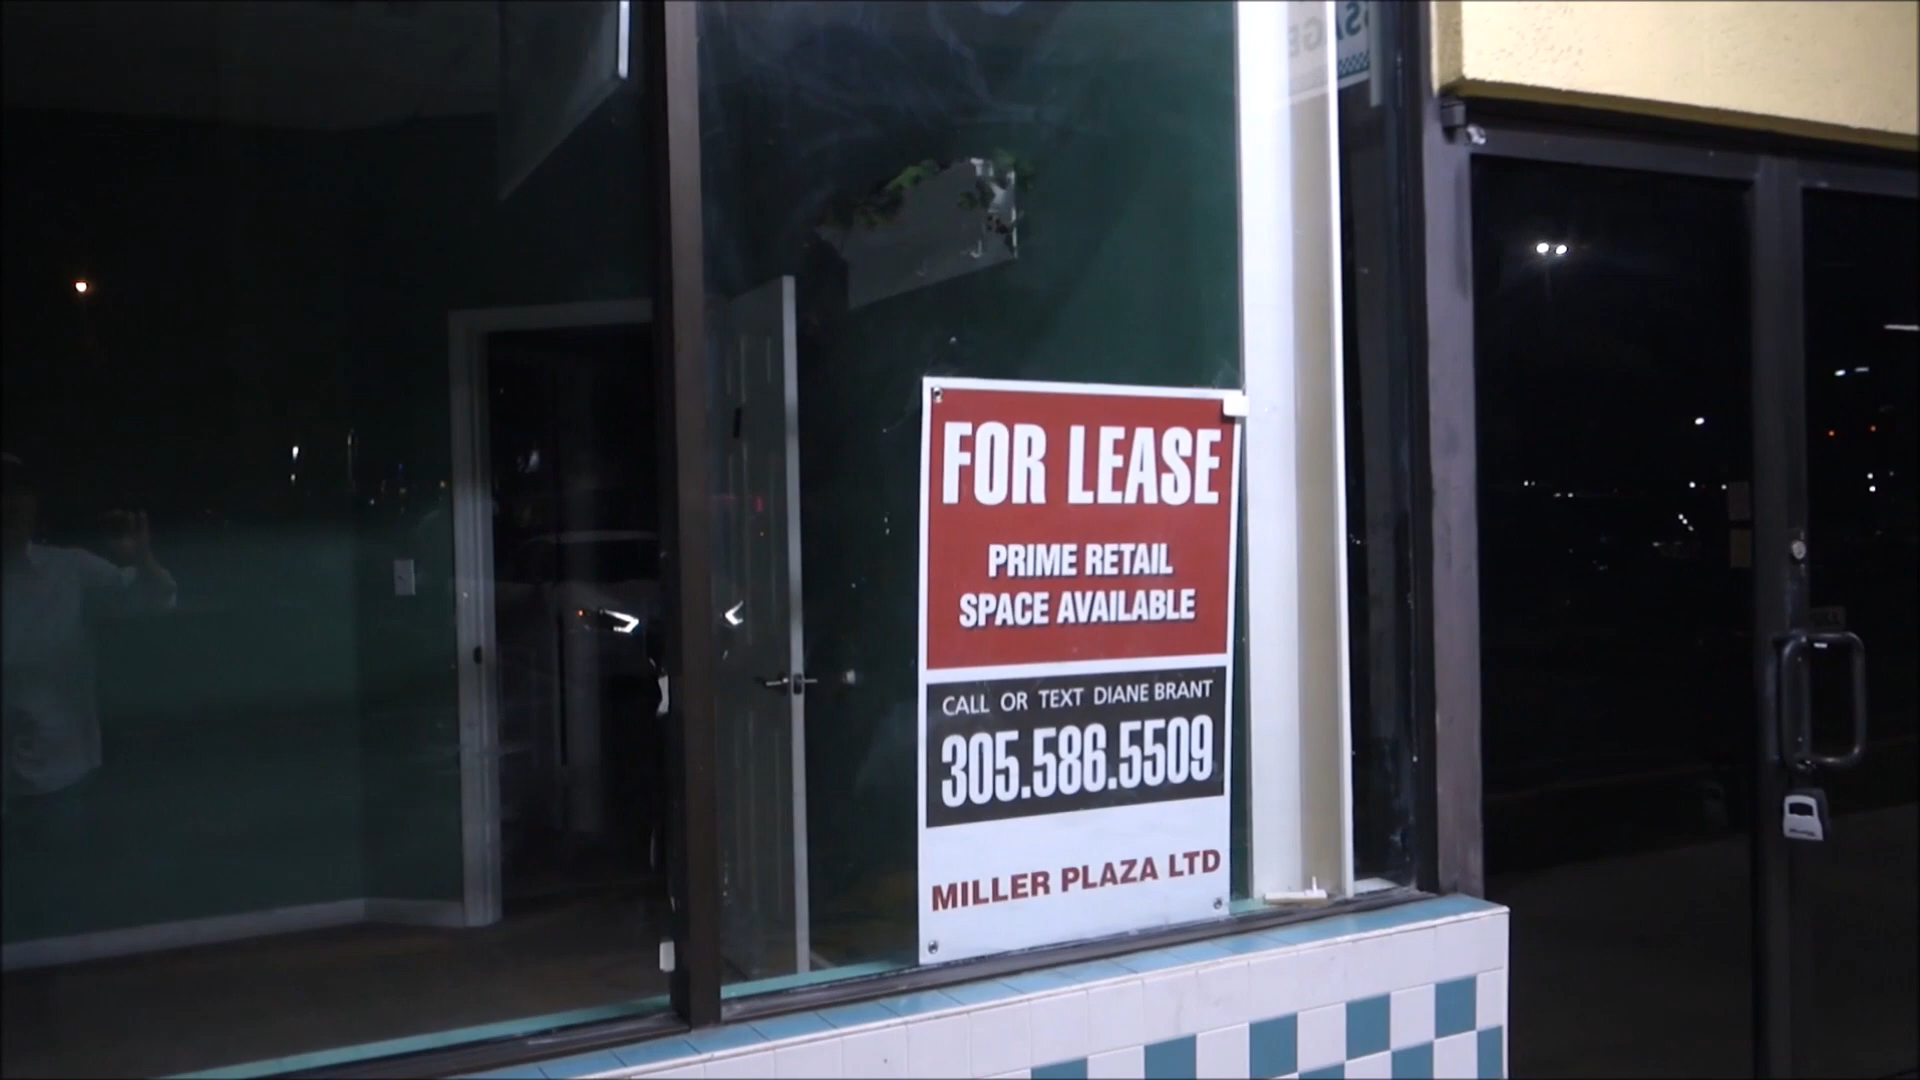 FOR LEASE
PRIME RETAIL
SPACE AVAILABLE
CALL OR TEXT DIANE BRANT
305.586.5509
MILLER PLAZA LTD